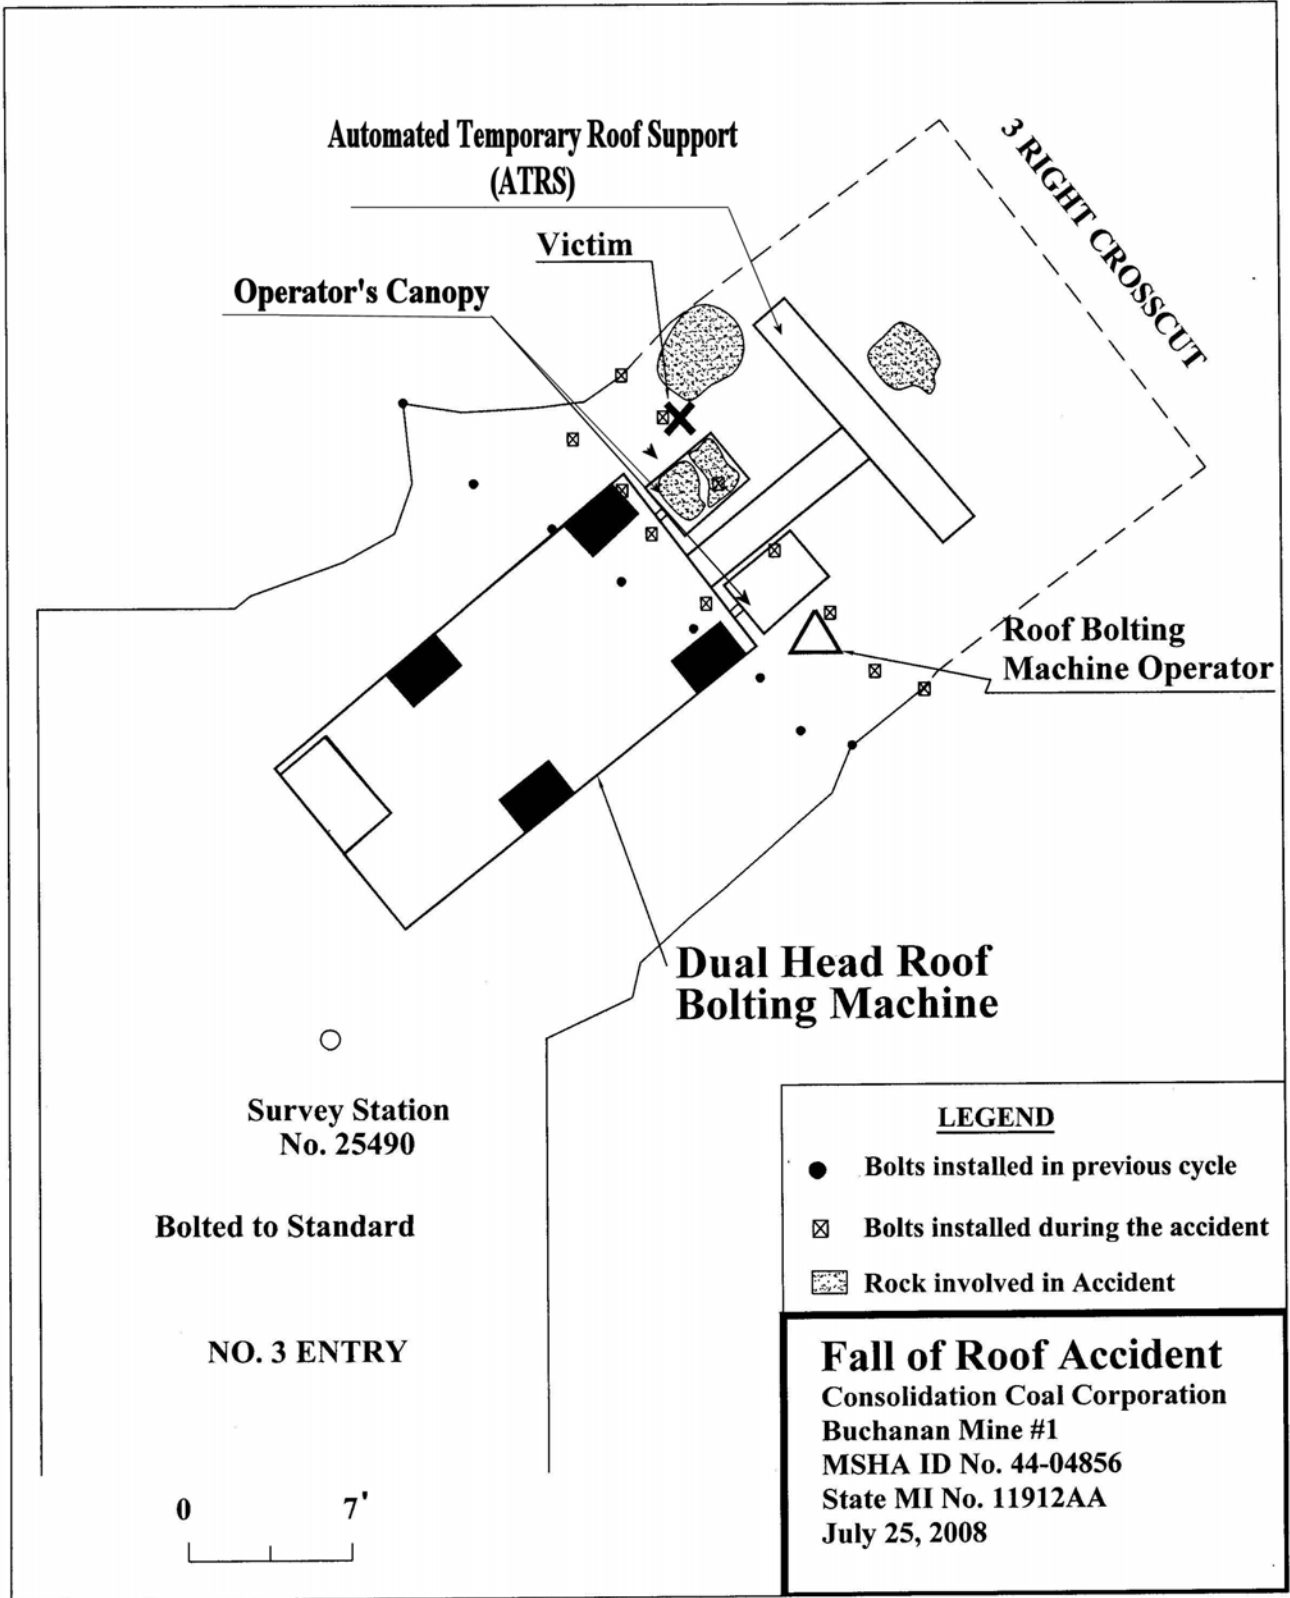 Automated Temporary Roof Support
(ATRS)
3 RIGHT CROSSCUT
Victim
Operator's Canopy
Roof Bolting
Machine Operator
Dual Head Roof
Bolting Machine
Survey Station
No. 25490
Bolted to Standard
NO. 3 ENTRY
0 7'
LEGEND
Bolts installed in previous cycle
Bolts installed during the accident
Rock involved in Accident
Fall of Roof Accident
Consolidation Coal Corporation
Buchanan Mine #1
MSHA ID No. 44-04856
State MI No. 11912AA
July 25, 2008